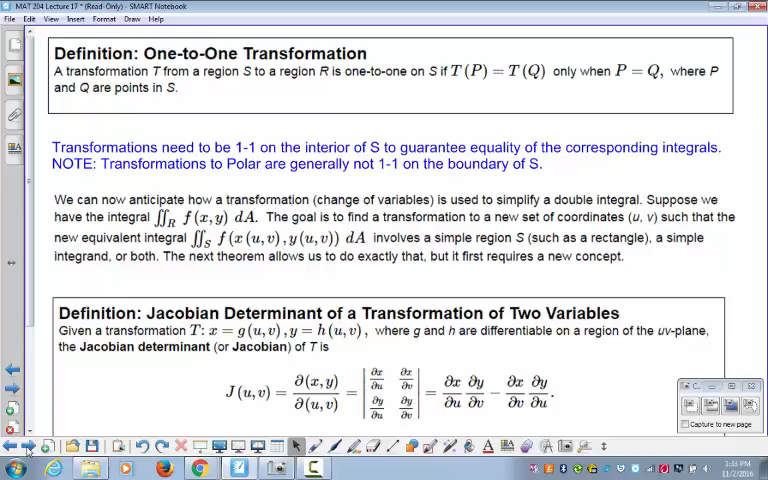 MAT 204 Lecture 17 * (Read-Only) - SMART Notebook
File Edit View Insert Format Draw Help
Definition: One-to-One Transformation
A transformation T from a region S to a region R is one-to-one on S if T(P) = T(Q) only when P = Q, where P
and Q are points in S.
Transformations need to be 1-1 on the interior of S to guarantee equality of the corresponding integrals.
NOTE: Transformations to Polar are generally not 1-1 on the boundary of S.
We can now anticipate how a transformation (change of variables) is used to simplify a double integral. Suppose we
have the integral ∬_R f(x,y) dA. The goal is to find a transformation to a new set of coordinates (u, v) such that the
new equivalent integral ∬_S f(x(u,v), y(u,v)) dA involves a simple region S (such as a rectangle), a simple
integrand, or both. The next theorem allows us to do exactly that, but it first requires a new concept.
Definition: Jacobian Determinant of a Transformation of Two Variables
Given a transformation T: x = g(u,v), y = h(u,v), where g and h are differentiable on a region of the uv-plane,
the Jacobian determinant (or Jacobian) of T is
J(u,v) = ∂(x,y)/∂(u,v) = | ∂x/∂u ∂x/∂v ; ∂y/∂u ∂y/∂v | = ∂x/∂u ∂y/∂v − ∂x/∂v ∂y/∂u.
Capture to new page
1:33 PM
11/2/2016